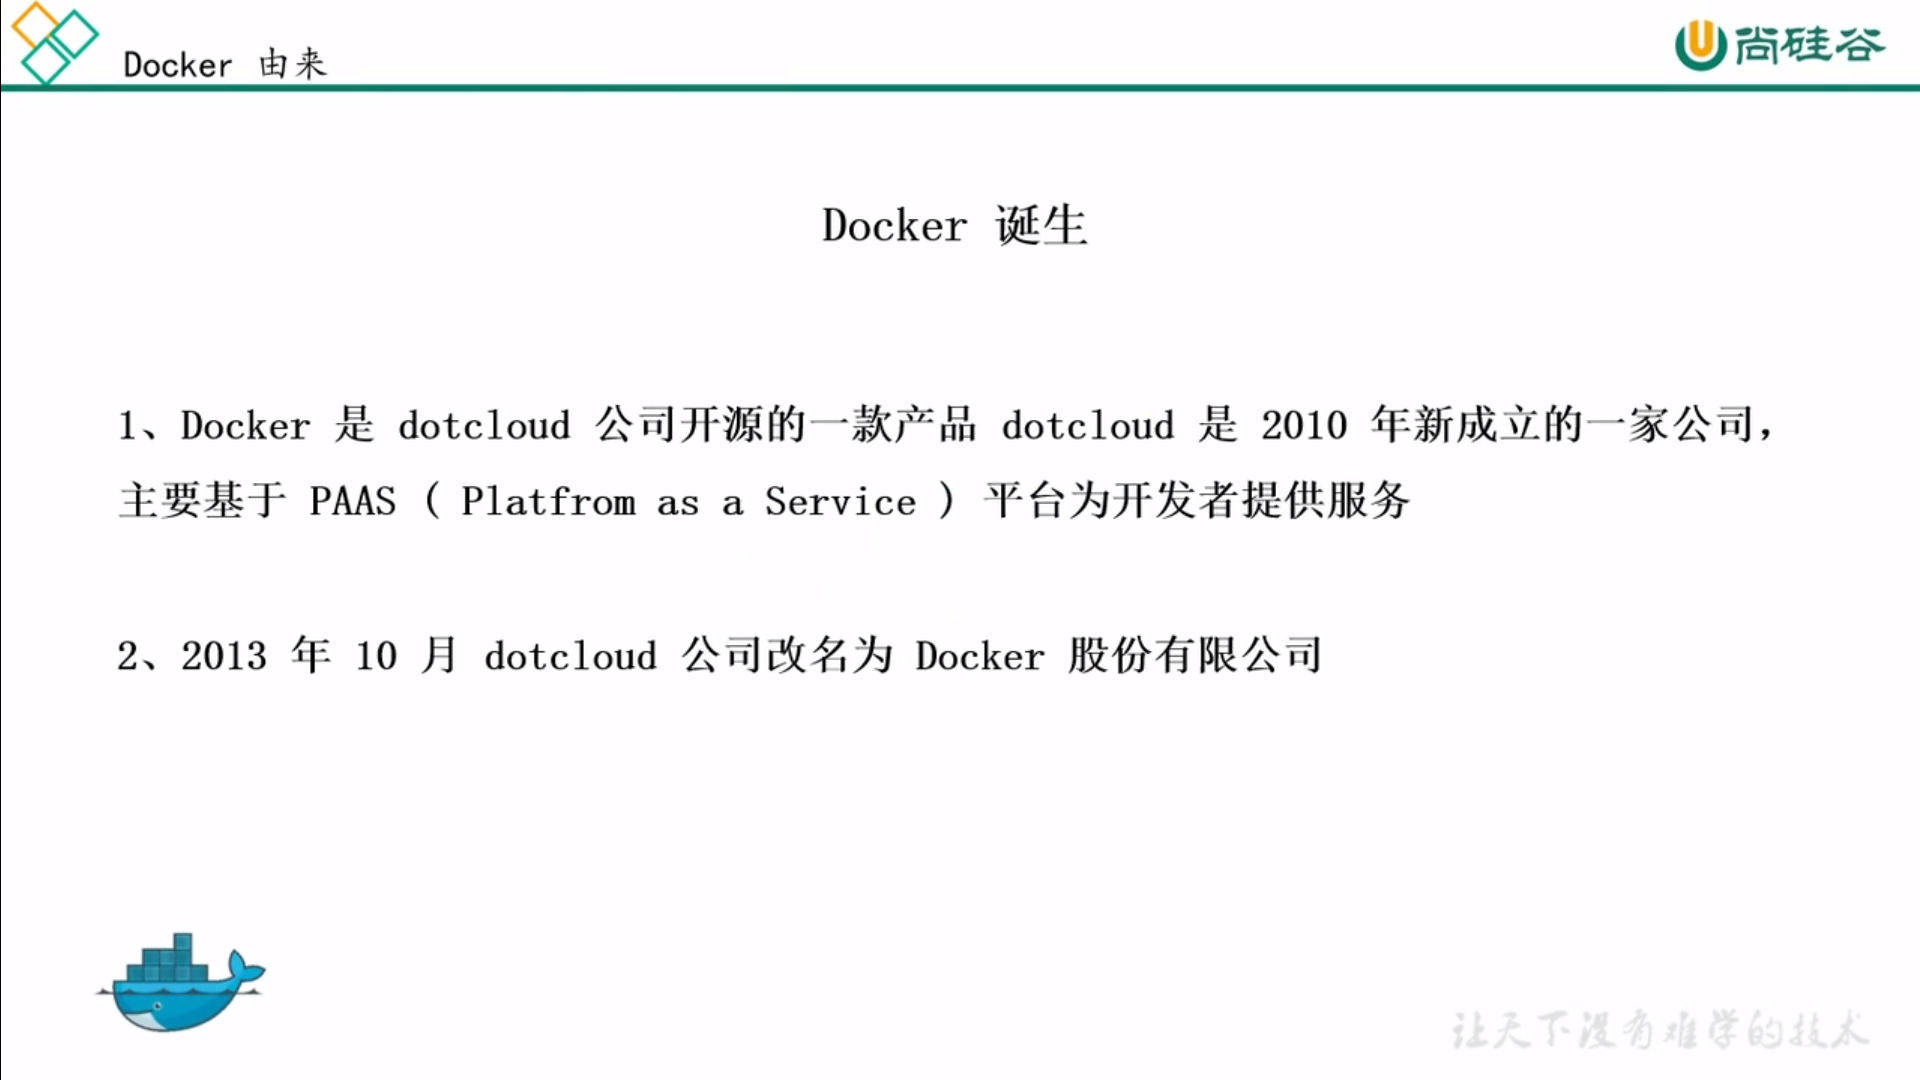 Docker 由来
尚硅谷
Docker 诞生
1、Docker 是 dotcloud 公司开源的一款产品 dotcloud 是 2010 年新成立的一家公司，
主要基于 PAAS ( Platfrom as a Service ) 平台为开发者提供服务
2、2013 年 10 月 dotcloud 公司改名为 Docker 股份有限公司
让天下没有难学的技术